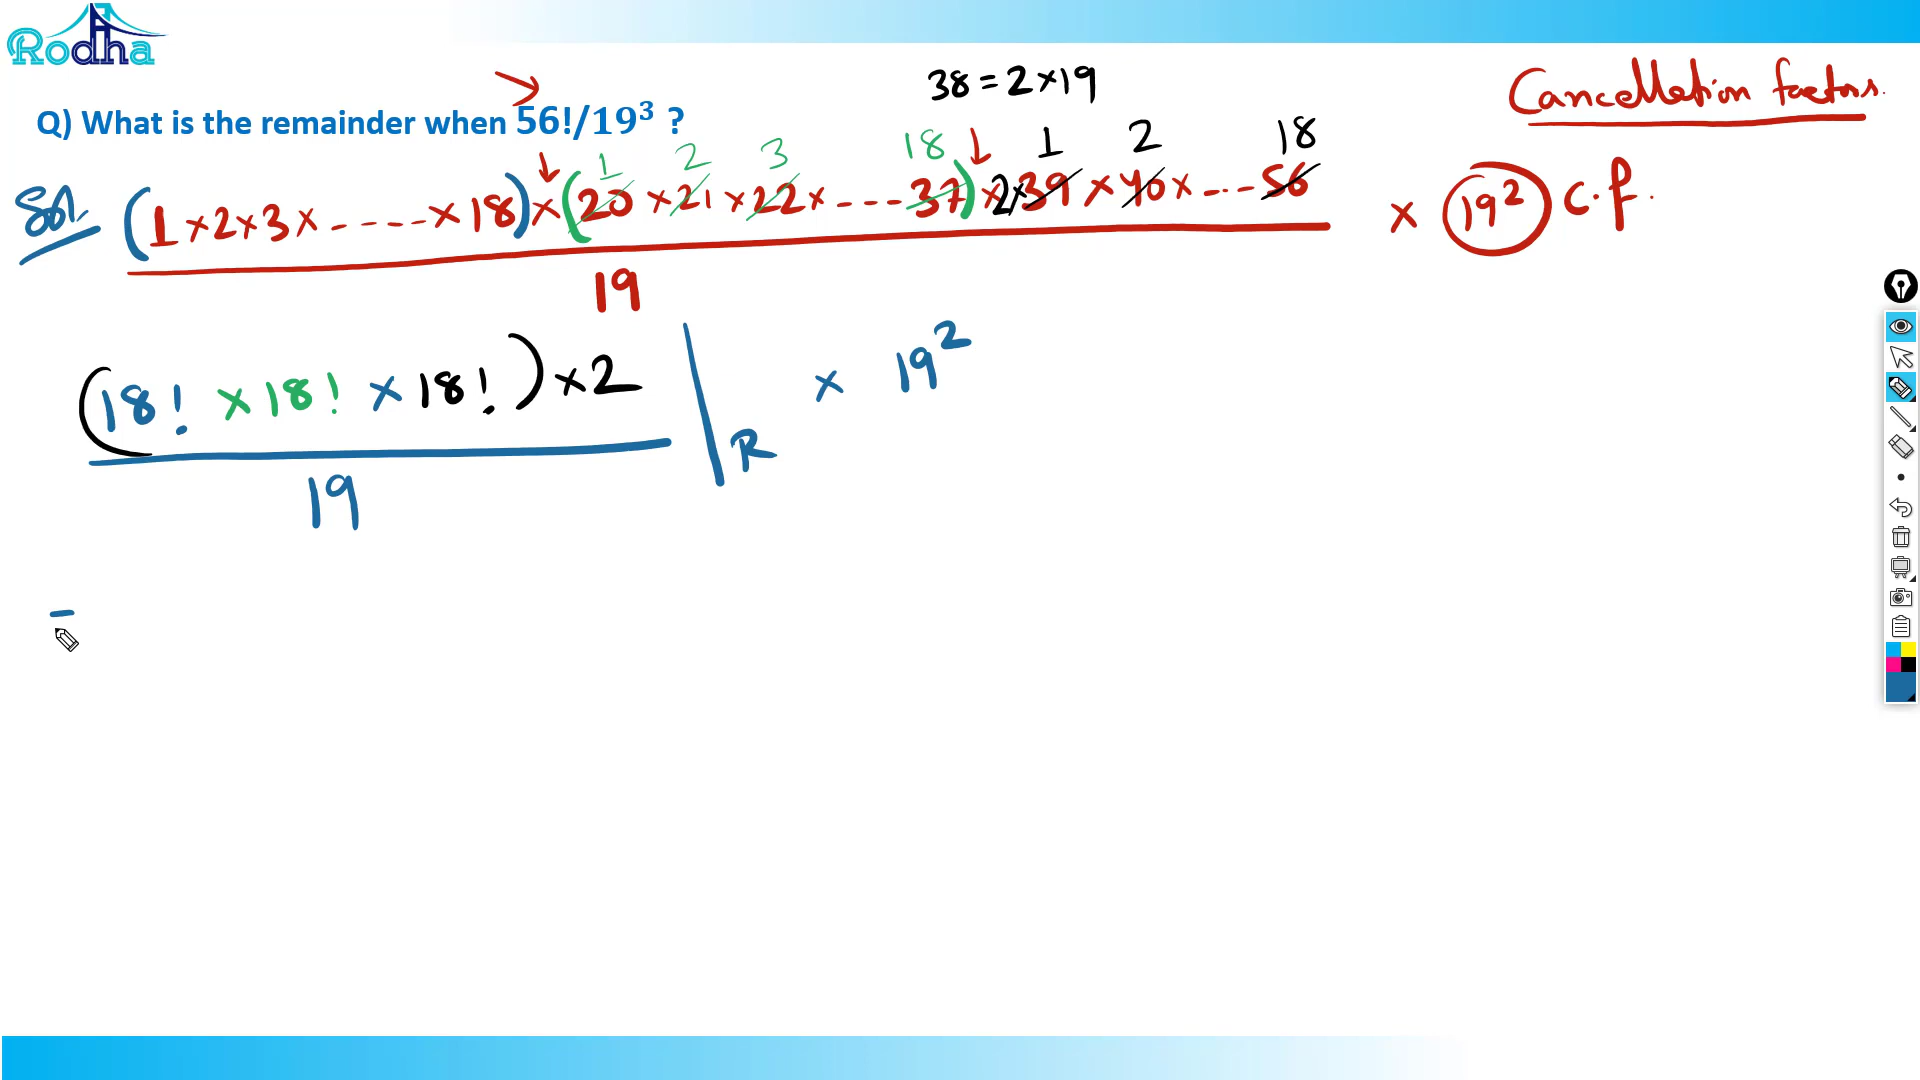 Rodha
38 = 2 × 19
Cancellation factors.
Q) What is the remainder when 56!/19³ ?
1 2 3 18 1 2 18
Sol. (1 × 2 × 3 × ------ × 18) × (20 × 21 × 22 × ---- 37) × 2 × 39 × 40 × ---- 56 × 19² C.f.
19
(18! × 18! × 18!) × 2 | R × 19²
19
–